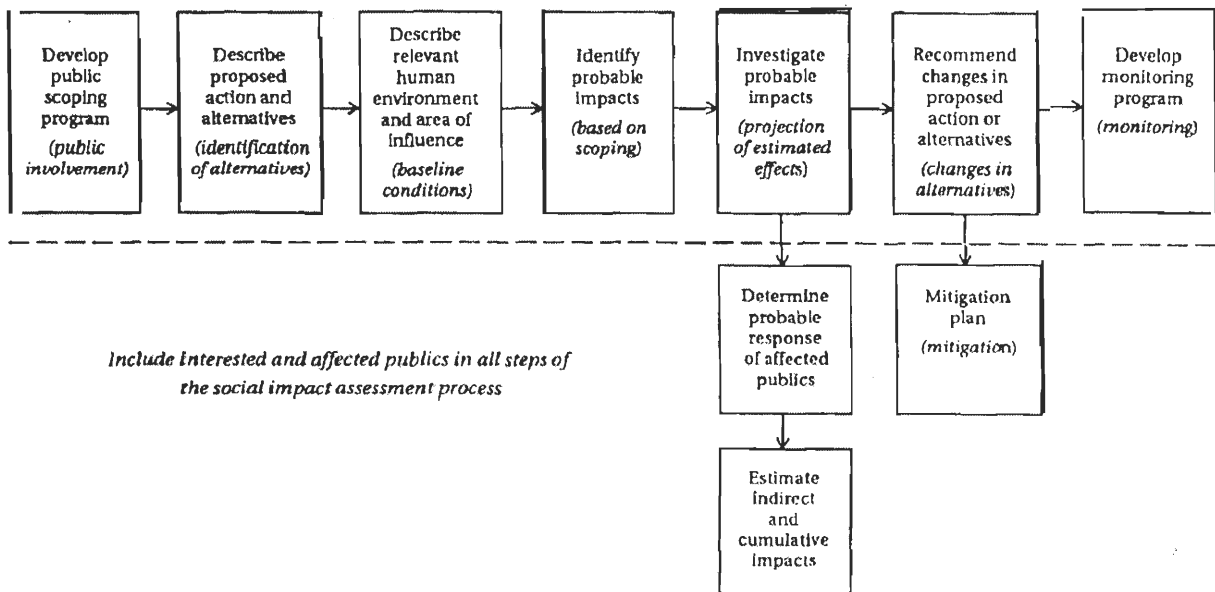 Develop
public
scoping
program
(public
involvement)
Describe
proposed
action and
alternatives
(identification
of alternatives)
Describe
relevant
human
environment
and area of
influence
(baseline
conditions)
Identify
probable
impacts
(based on
scoping)
Investigate
probable
impacts
(projection
of estimated
effects)
Recommend
changes in
proposed
action or
alternatives
(changes in
alternatives)
Develop
monitoring
program
(monitoring)
Determine
probable
response
of affected
publics
Mitigation
plan
(mitigation)
Include Interested and affected publics in all steps of
the social impact assessment process
Estimate
indirect
and
cumulative
impacts